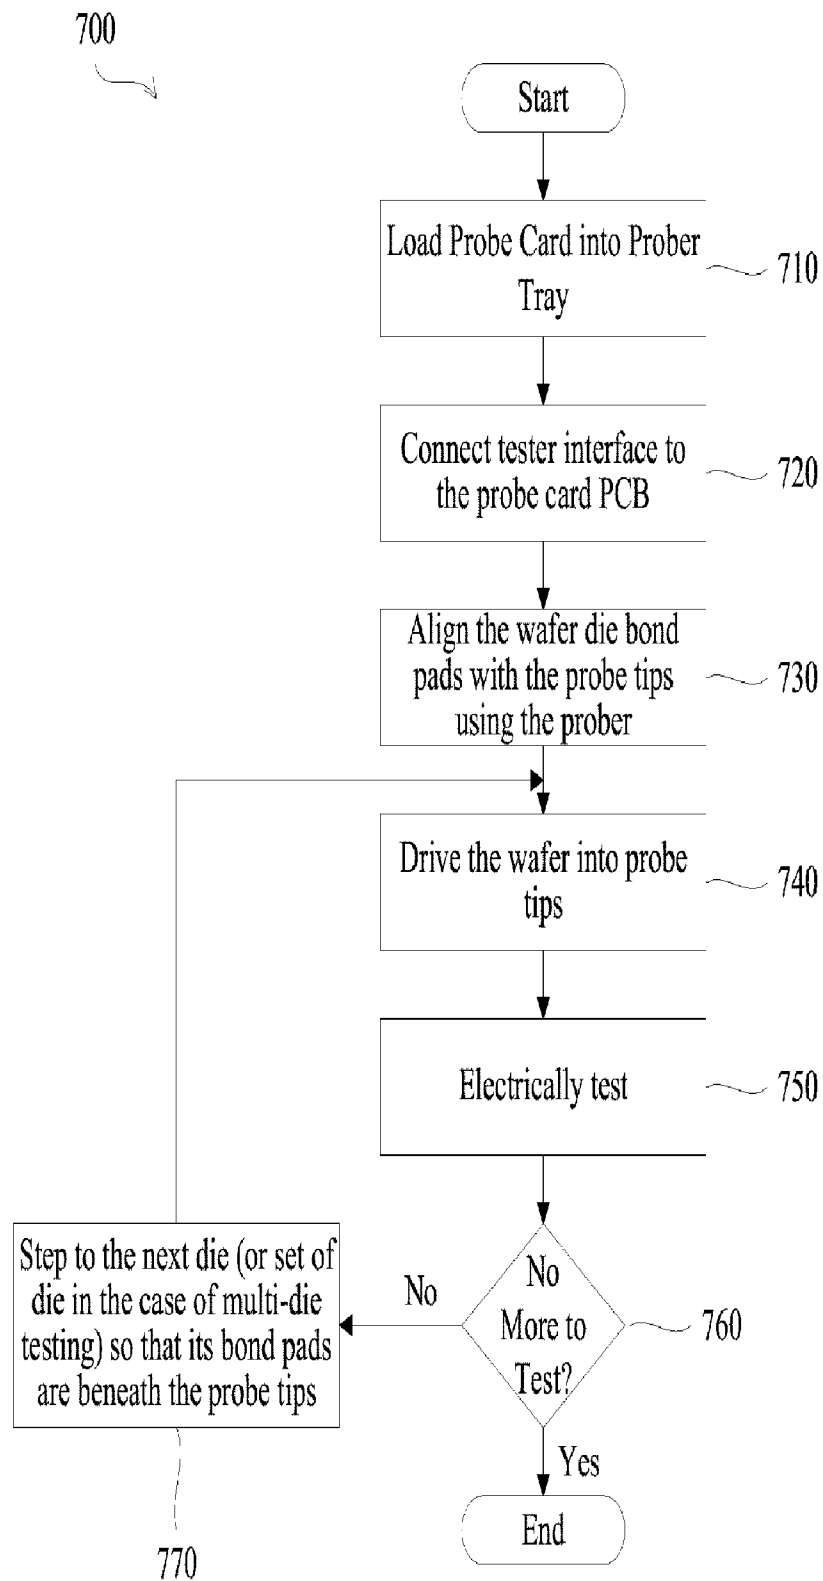 700
Start
Load Probe Card into Prober
Tray
710
Connect tester interface to
the probe card PCB
720
Align the wafer die bond
pads with the probe tips
using the prober
730
Drive the wafer into probe
tips
740
Electrically test
750
No
More to
Test?
760
No
Step to the next die (or set of
die in the case of multi-die
testing) so that its bond pads
are beneath the probe tips
770
Yes
End